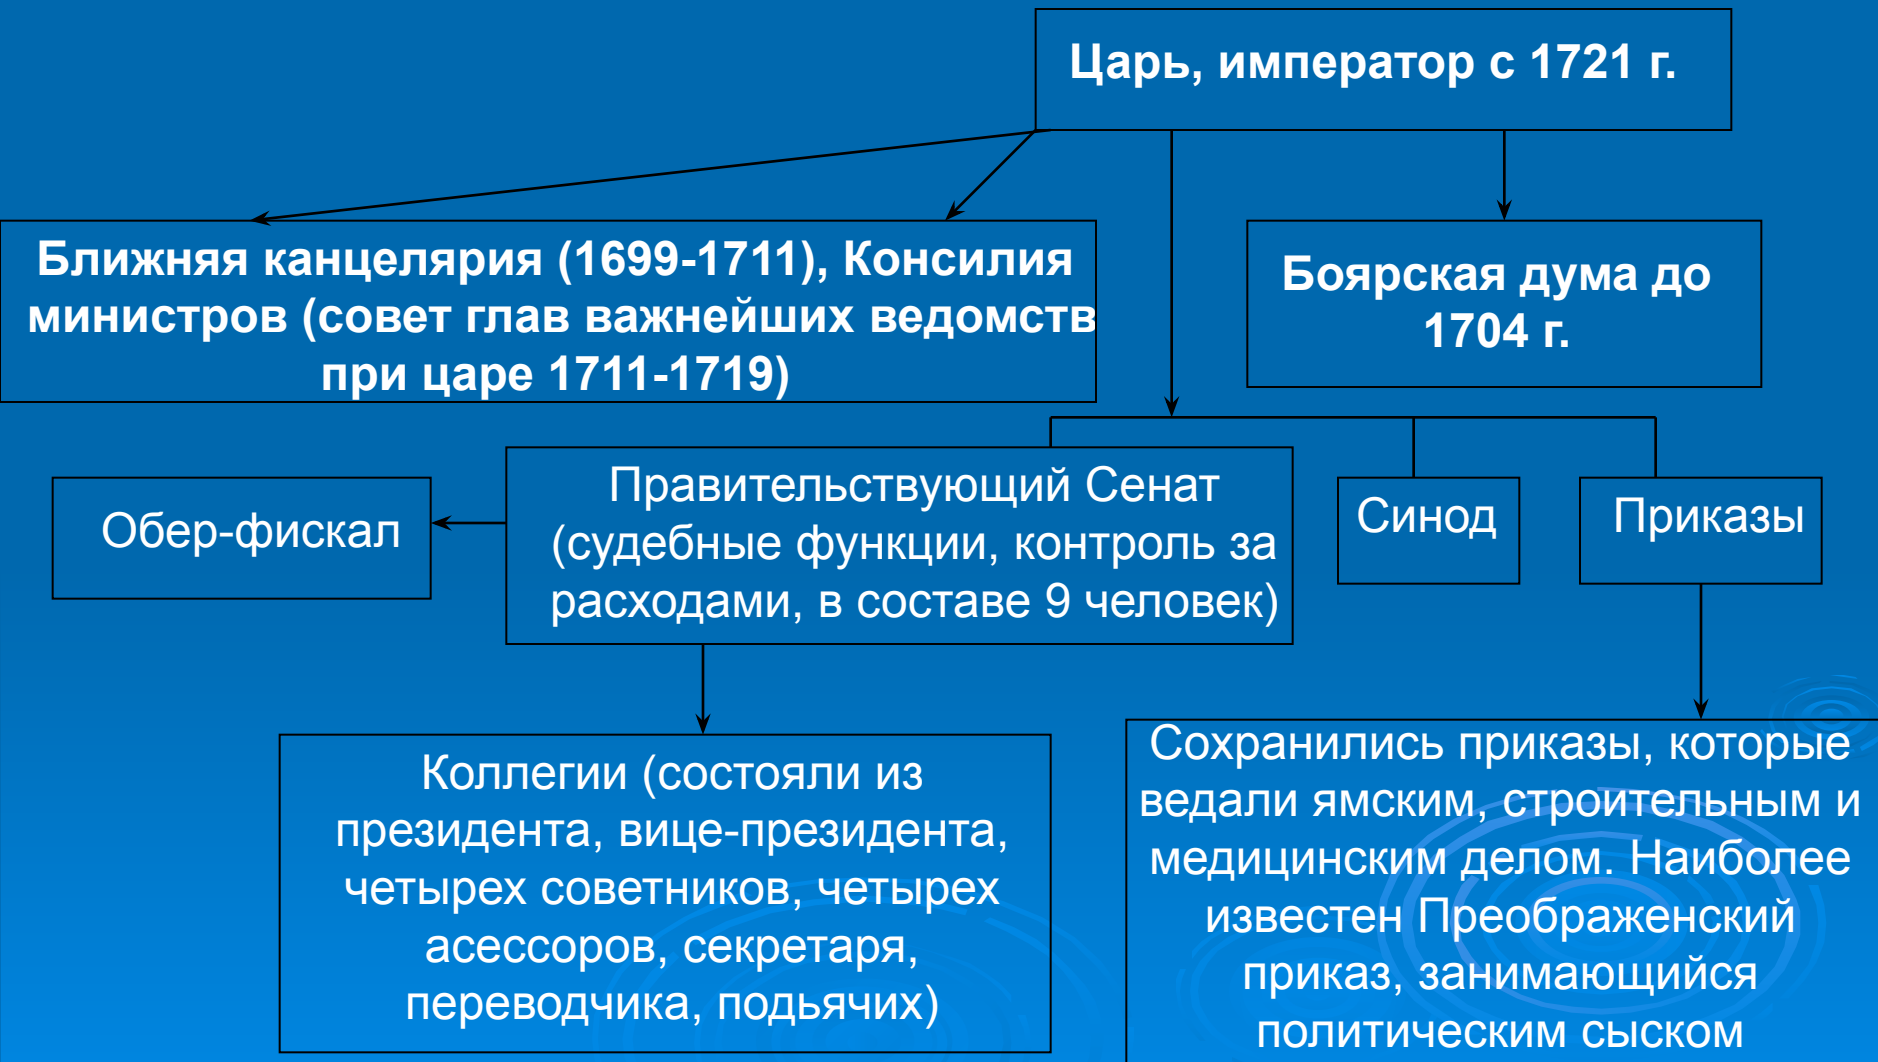 Царь, император с 1721 г.
Ближняя канцелярия (1699-1711), Консилия
министров (совет глав важнейших ведомств
при царе 1711-1719)
Боярская дума до
1704 г.
Обер-фискал
Правительствующий Сенат
(судебные функции, контроль за
расходами, в составе 9 человек)
Синод
Приказы
Коллегии (состояли из
президента, вице-президента,
четырех советников, четырех
асессоров, секретаря,
переводчика, подьячих)
Сохранились приказы, которые
ведали ямским, строительным и
медицинским делом. Наиболее
известен Преображенский
приказ, занимающийся
политическим сыском